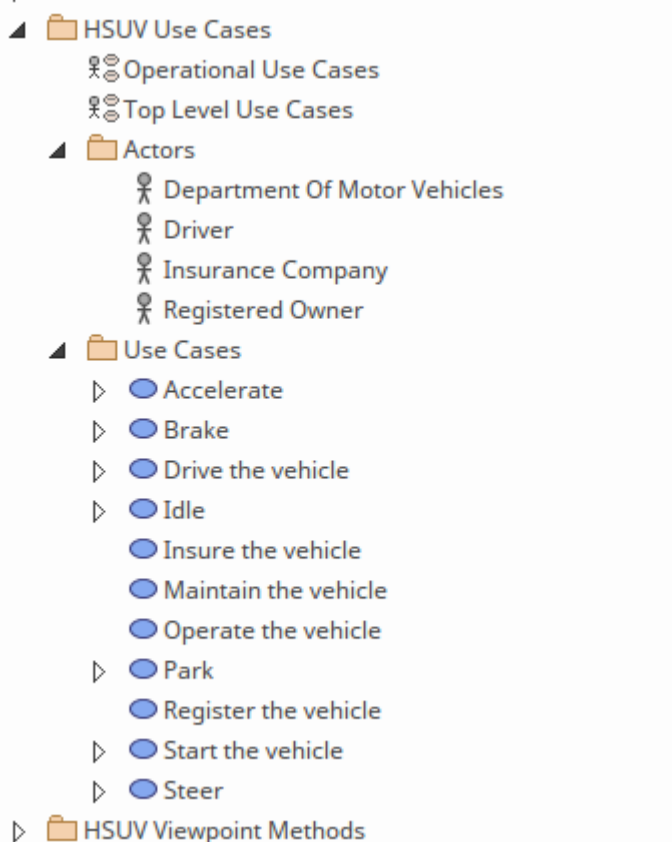 HSUV Use Cases
Operational Use Cases
Top Level Use Cases
Actors
Department Of Motor Vehicles
Driver
Insurance Company
Registered Owner
Use Cases
Accelerate
Brake
Drive the vehicle
Idle
Insure the vehicle
Maintain the vehicle
Operate the vehicle
Park
Register the vehicle
Start the vehicle
Steer
HSUV Viewpoint Methods